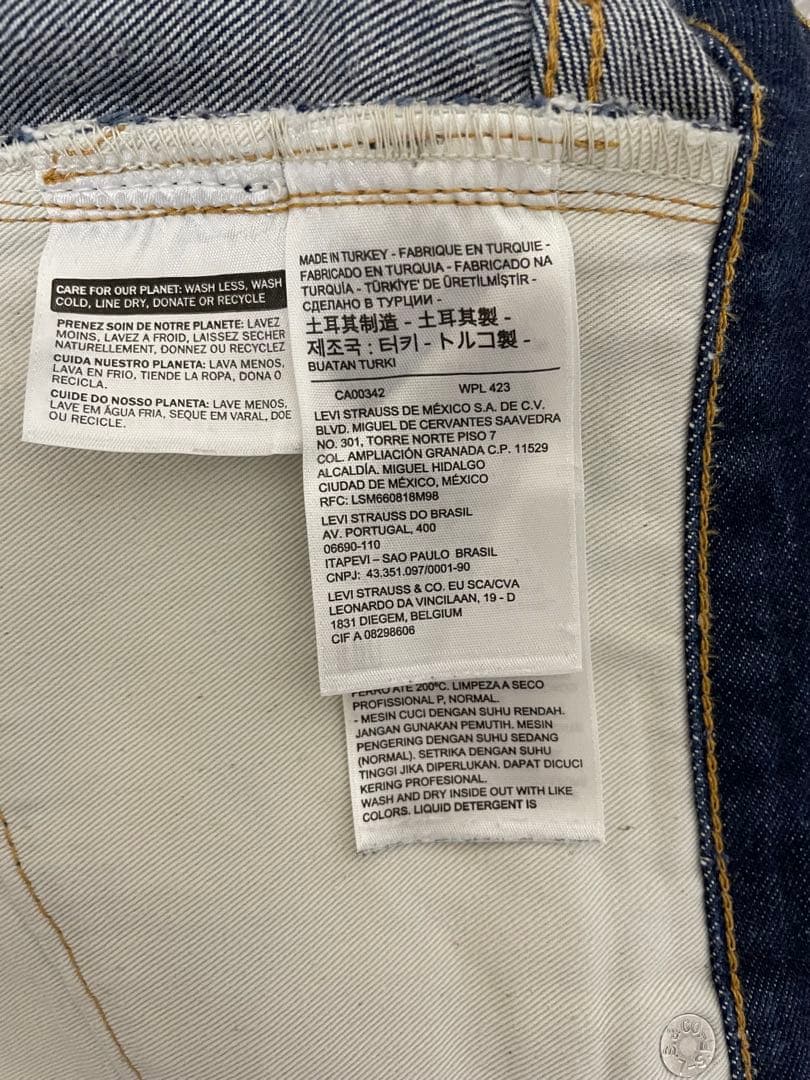 CARE FOR OUR PLANET: WASH LESS, WASH
COLD, LINE DRY, DONATE OR RECYCLE
PRENEZ SOIN DE NOTRE PLANETE: LAVEZ
MOINS, LAVEZ A FROID, LAISSEZ SECHER
NATURELLEMENT, DONNEZ OU RECYCLEZ
CUIDA NUESTRO PLANETA: LAVA MENOS,
LAVA EN FRIO, TIENDE LA ROPA, DONA O
RECICLA.
CUIDE DO NOSSO PLANETA: LAVE MENOS,
LAVE EM ÁGUA FRIA, SEQUE EM VARAL, DOE
OU RECICLE.
MADE IN TURKEY - FABRIQUE EN TURQUIE -
FABRICADO EN TURQUIA - FABRICADO NA
TURQUÍA - TÜRKİYE' DE ÜRETİLMİŞTİR -
СДЕЛАНО В ТУРЦИИ -
土耳其制造 - 土耳其製 -
제조국 : 터키 - トルコ製 -
BUATAN TURKI
CA00342 WPL 423
LEVI STRAUSS DE MÉXICO S.A. DE C.V.
BLVD. MIGUEL DE CERVANTES SAAVEDRA
NO. 301, TORRE NORTE PISO 7
COL. AMPLIACIÓN GRANADA C.P. 11529
ALCALDÍA. MIGUEL HIDALGO
CIUDAD DE MÉXICO, MÉXICO
RFC: LSM660818M98
LEVI STRAUSS DO BRASIL
AV. PORTUGAL, 400
06690-110
ITAPEVI – SAO PAULO BRASIL
CNPJ: 43.351.097/0001-90
LEVI STRAUSS & CO. EU SCA/CVA
LEONARDO DA VINCILAAN, 19 - D
1831 DIEGEM, BELGIUM
CIF A 08298606
FERRO ATÉ 200ºC. LIMPEZA A SECO
PROFISSIONAL P, NORMAL.
- MESIN CUCI DENGAN SUHU RENDAH.
JANGAN GUNAKAN PEMUTIH. MESIN
PENGERING DENGAN SUHU SEDANG
(NORMAL). SETRIKA DENGAN SUHU
TINGGI JIKA DIPERLUKAN. DAPAT DICUCI
KERING PROFESIONAL.
WASH AND DRY INSIDE OUT WITH LIKE
COLORS. LIQUID DETERGENT IS